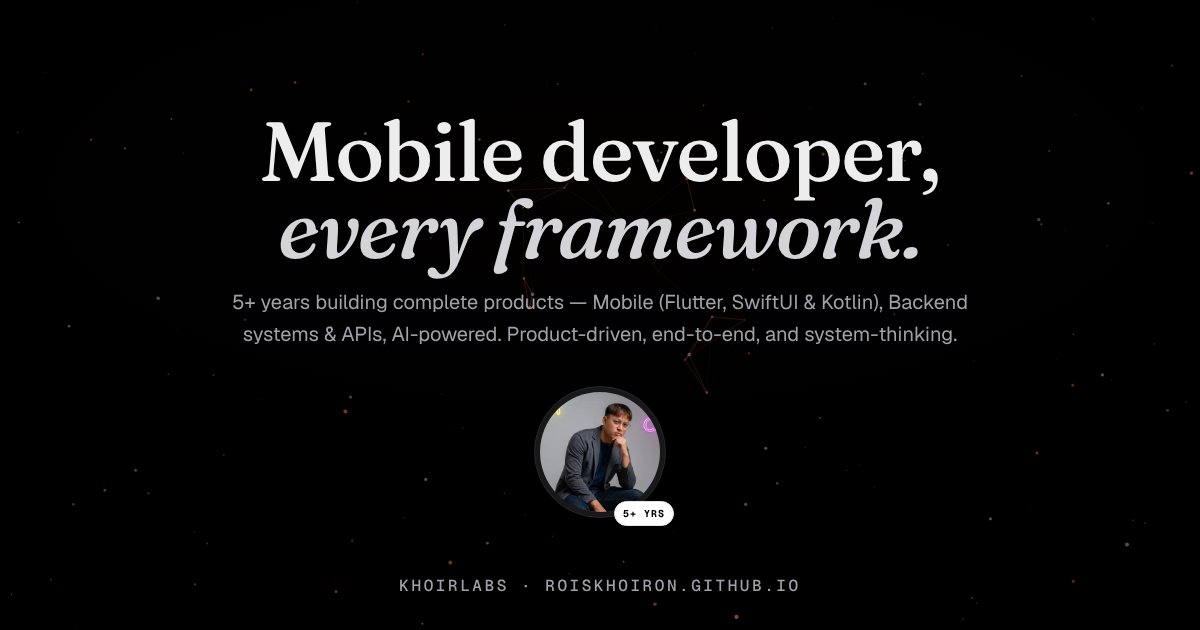 Mobile developer,
every framework.
5+ years building complete products — Mobile (Flutter, SwiftUI & Kotlin), Backend
systems & APIs, AI-powered. Product-driven, end-to-end, and system-thinking.
5+ YRS
KHOIRLABS · ROISKHOIRON.GITHUB.IO